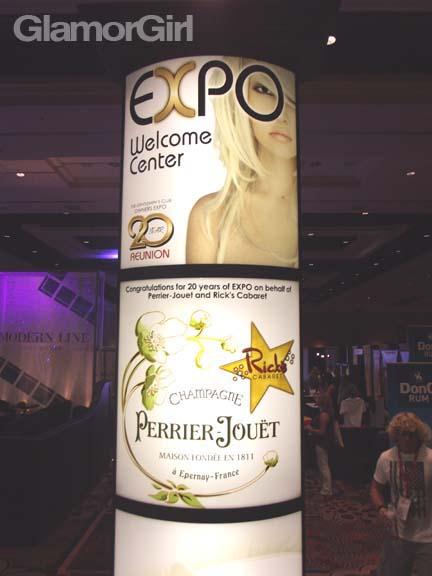 GlamorGirl
EXPO
Welcome
Center
THE GENTLEMEN'S CLUB
OWNERS EXPO
20
YEAR
REUNION
Congratulations for 20 years of EXPO on behalf of
Perrier-Jouet and Rick's Cabaret
Rick's
CABARET
CHAMPAGNE
PERRIER-JOUËT
MAISON FONDÉE EN 1811
à Epernay-France
MODERN LINE
DonQ
RUM